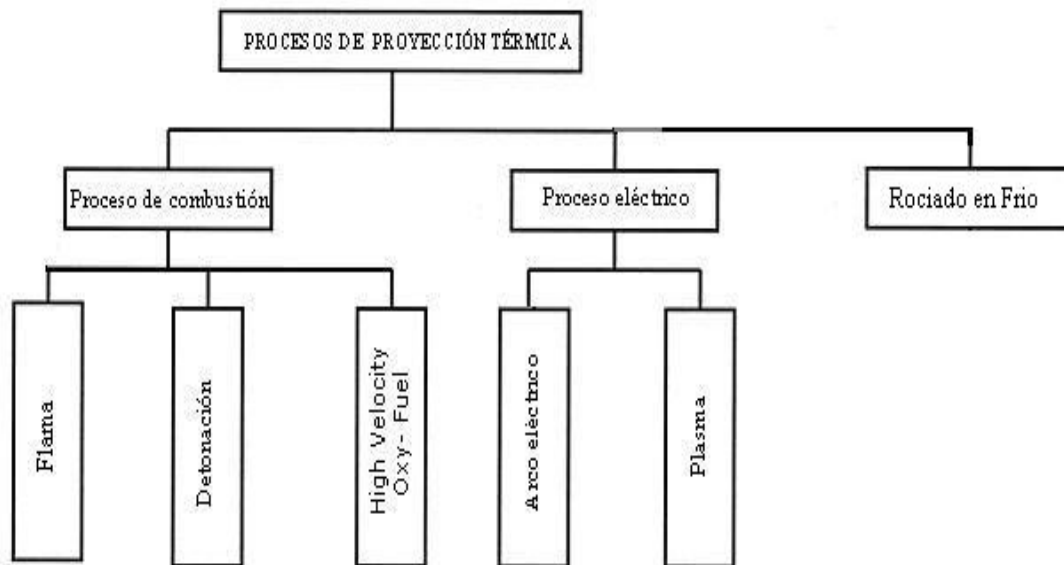 PROCESOS DE PROYECCIÓN TÉRMICA
Proceso de combustión
Proceso eléctrico
Rociado en Frio
Flama
Detonación
High Velocity
Oxy- Fuel
Arco eléctrico
Plasma